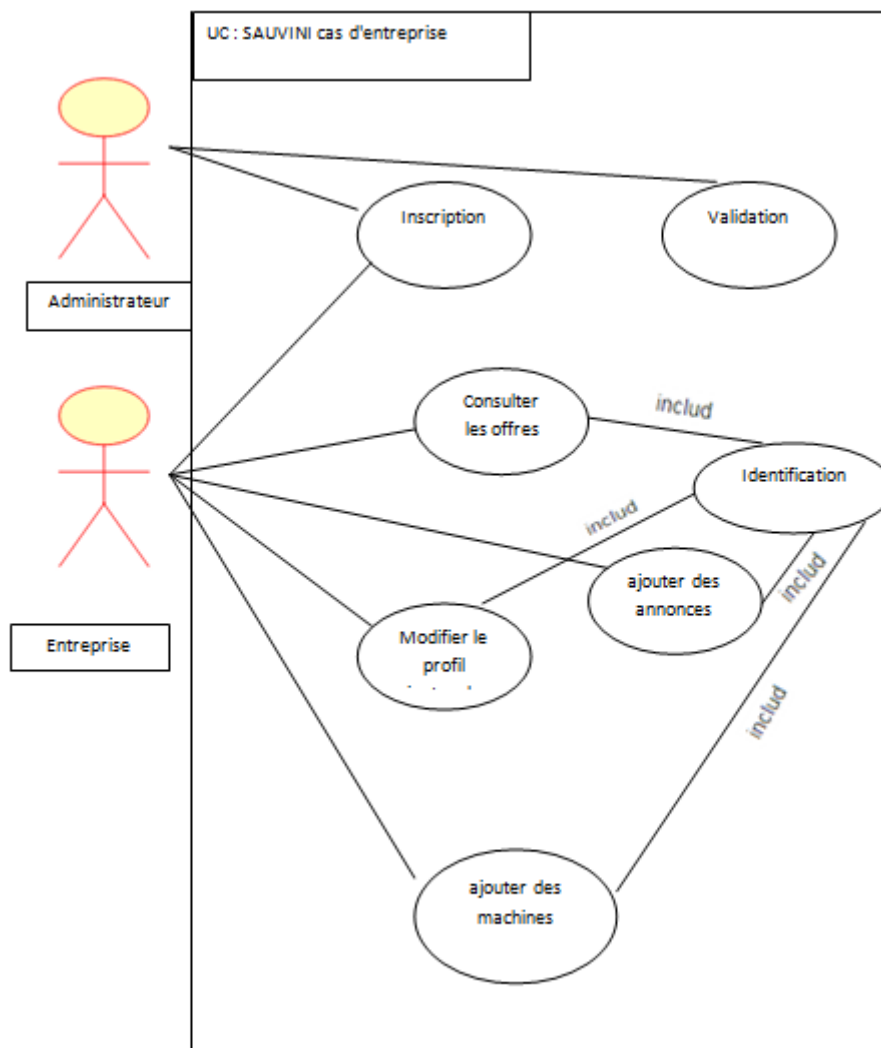 UC : SAUVINI cas d'entreprise
Inscription
Validation
Administrateur
Consulter
les offres
includ
Identification
includ
ajouter des
annonces
includ
Entreprise
Modifier le
profil
includ
ajouter des
machines